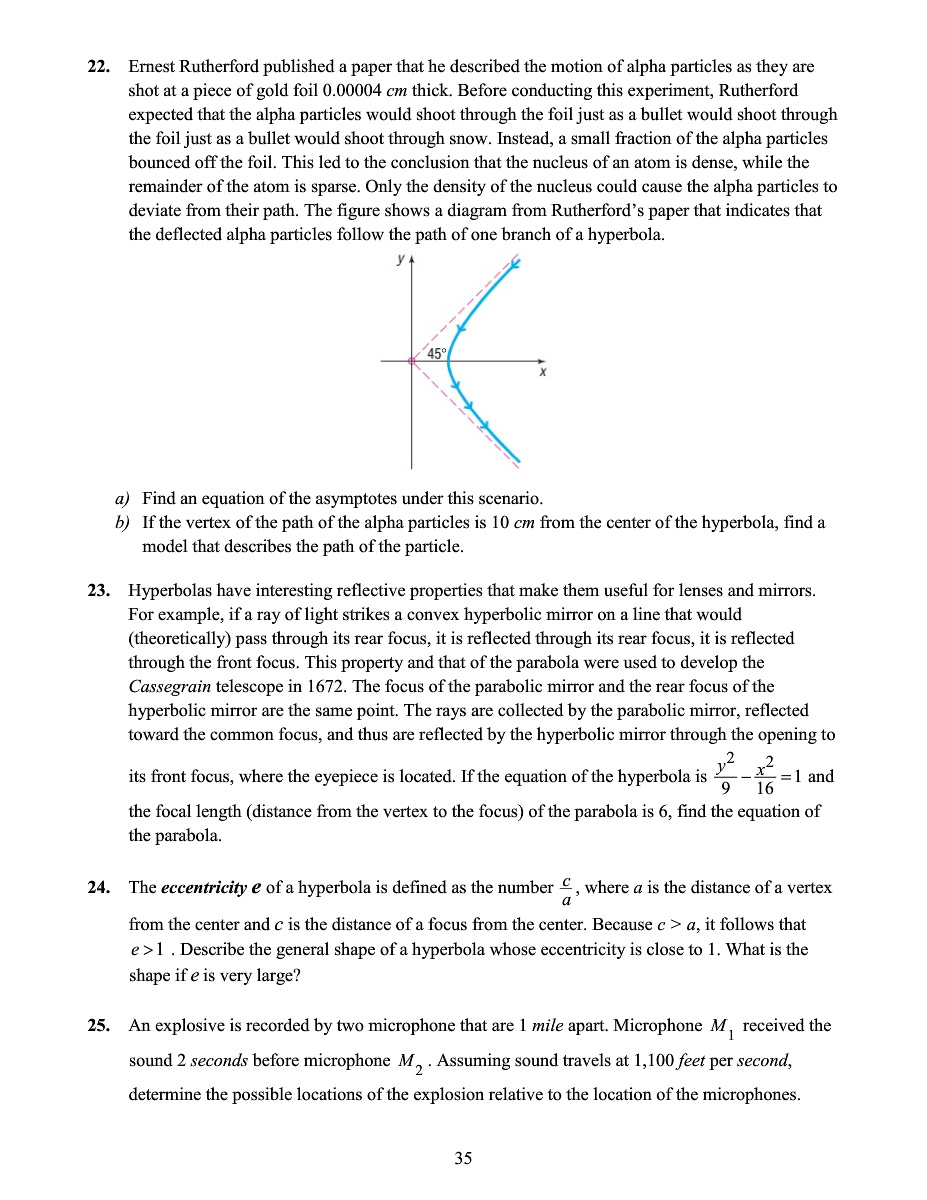 22. Ernest Rutherford published a paper that he described the motion of alpha particles as they are
shot at a piece of gold foil 0.00004 cm thick. Before conducting this experiment, Rutherford
expected that the alpha particles would shoot through the foil just as a bullet would shoot through
the foil just as a bullet would shoot through snow. Instead, a small fraction of the alpha particles
bounced off the foil. This led to the conclusion that the nucleus of an atom is dense, while the
remainder of the atom is sparse. Only the density of the nucleus could cause the alpha particles to
deviate from their path. The figure shows a diagram from Rutherford's paper that indicates that
the deflected alpha particles follow the path of one branch of a hyperbola.
y
45°
x
a) Find an equation of the asymptotes under this scenario.
b) If the vertex of the path of the alpha particles is 10 cm from the center of the hyperbola, find a
model that describes the path of the particle.
23. Hyperbolas have interesting reflective properties that make them useful for lenses and mirrors.
For example, if a ray of light strikes a convex hyperbolic mirror on a line that would
(theoretically) pass through its rear focus, it is reflected through its rear focus, it is reflected
through the front focus. This property and that of the parabola were used to develop the
Cassegrain telescope in 1672. The focus of the parabolic mirror and the rear focus of the
hyperbolic mirror are the same point. The rays are collected by the parabolic mirror, reflected
toward the common focus, and thus are reflected by the hyperbolic mirror through the opening to
its front focus, where the eyepiece is located. If the equation of the hyperbola is y²/9 − x²/16 = 1 and
the focal length (distance from the vertex to the focus) of the parabola is 6, find the equation of
the parabola.
24. The eccentricity e of a hyperbola is defined as the number c/a, where a is the distance of a vertex
from the center and c is the distance of a focus from the center. Because c > a, it follows that
e > 1 . Describe the general shape of a hyperbola whose eccentricity is close to 1. What is the
shape if e is very large?
25. An explosive is recorded by two microphone that are 1 mile apart. Microphone M₁ received the
sound 2 seconds before microphone M₂ . Assuming sound travels at 1,100 feet per second,
determine the possible locations of the explosion relative to the location of the microphones.
35